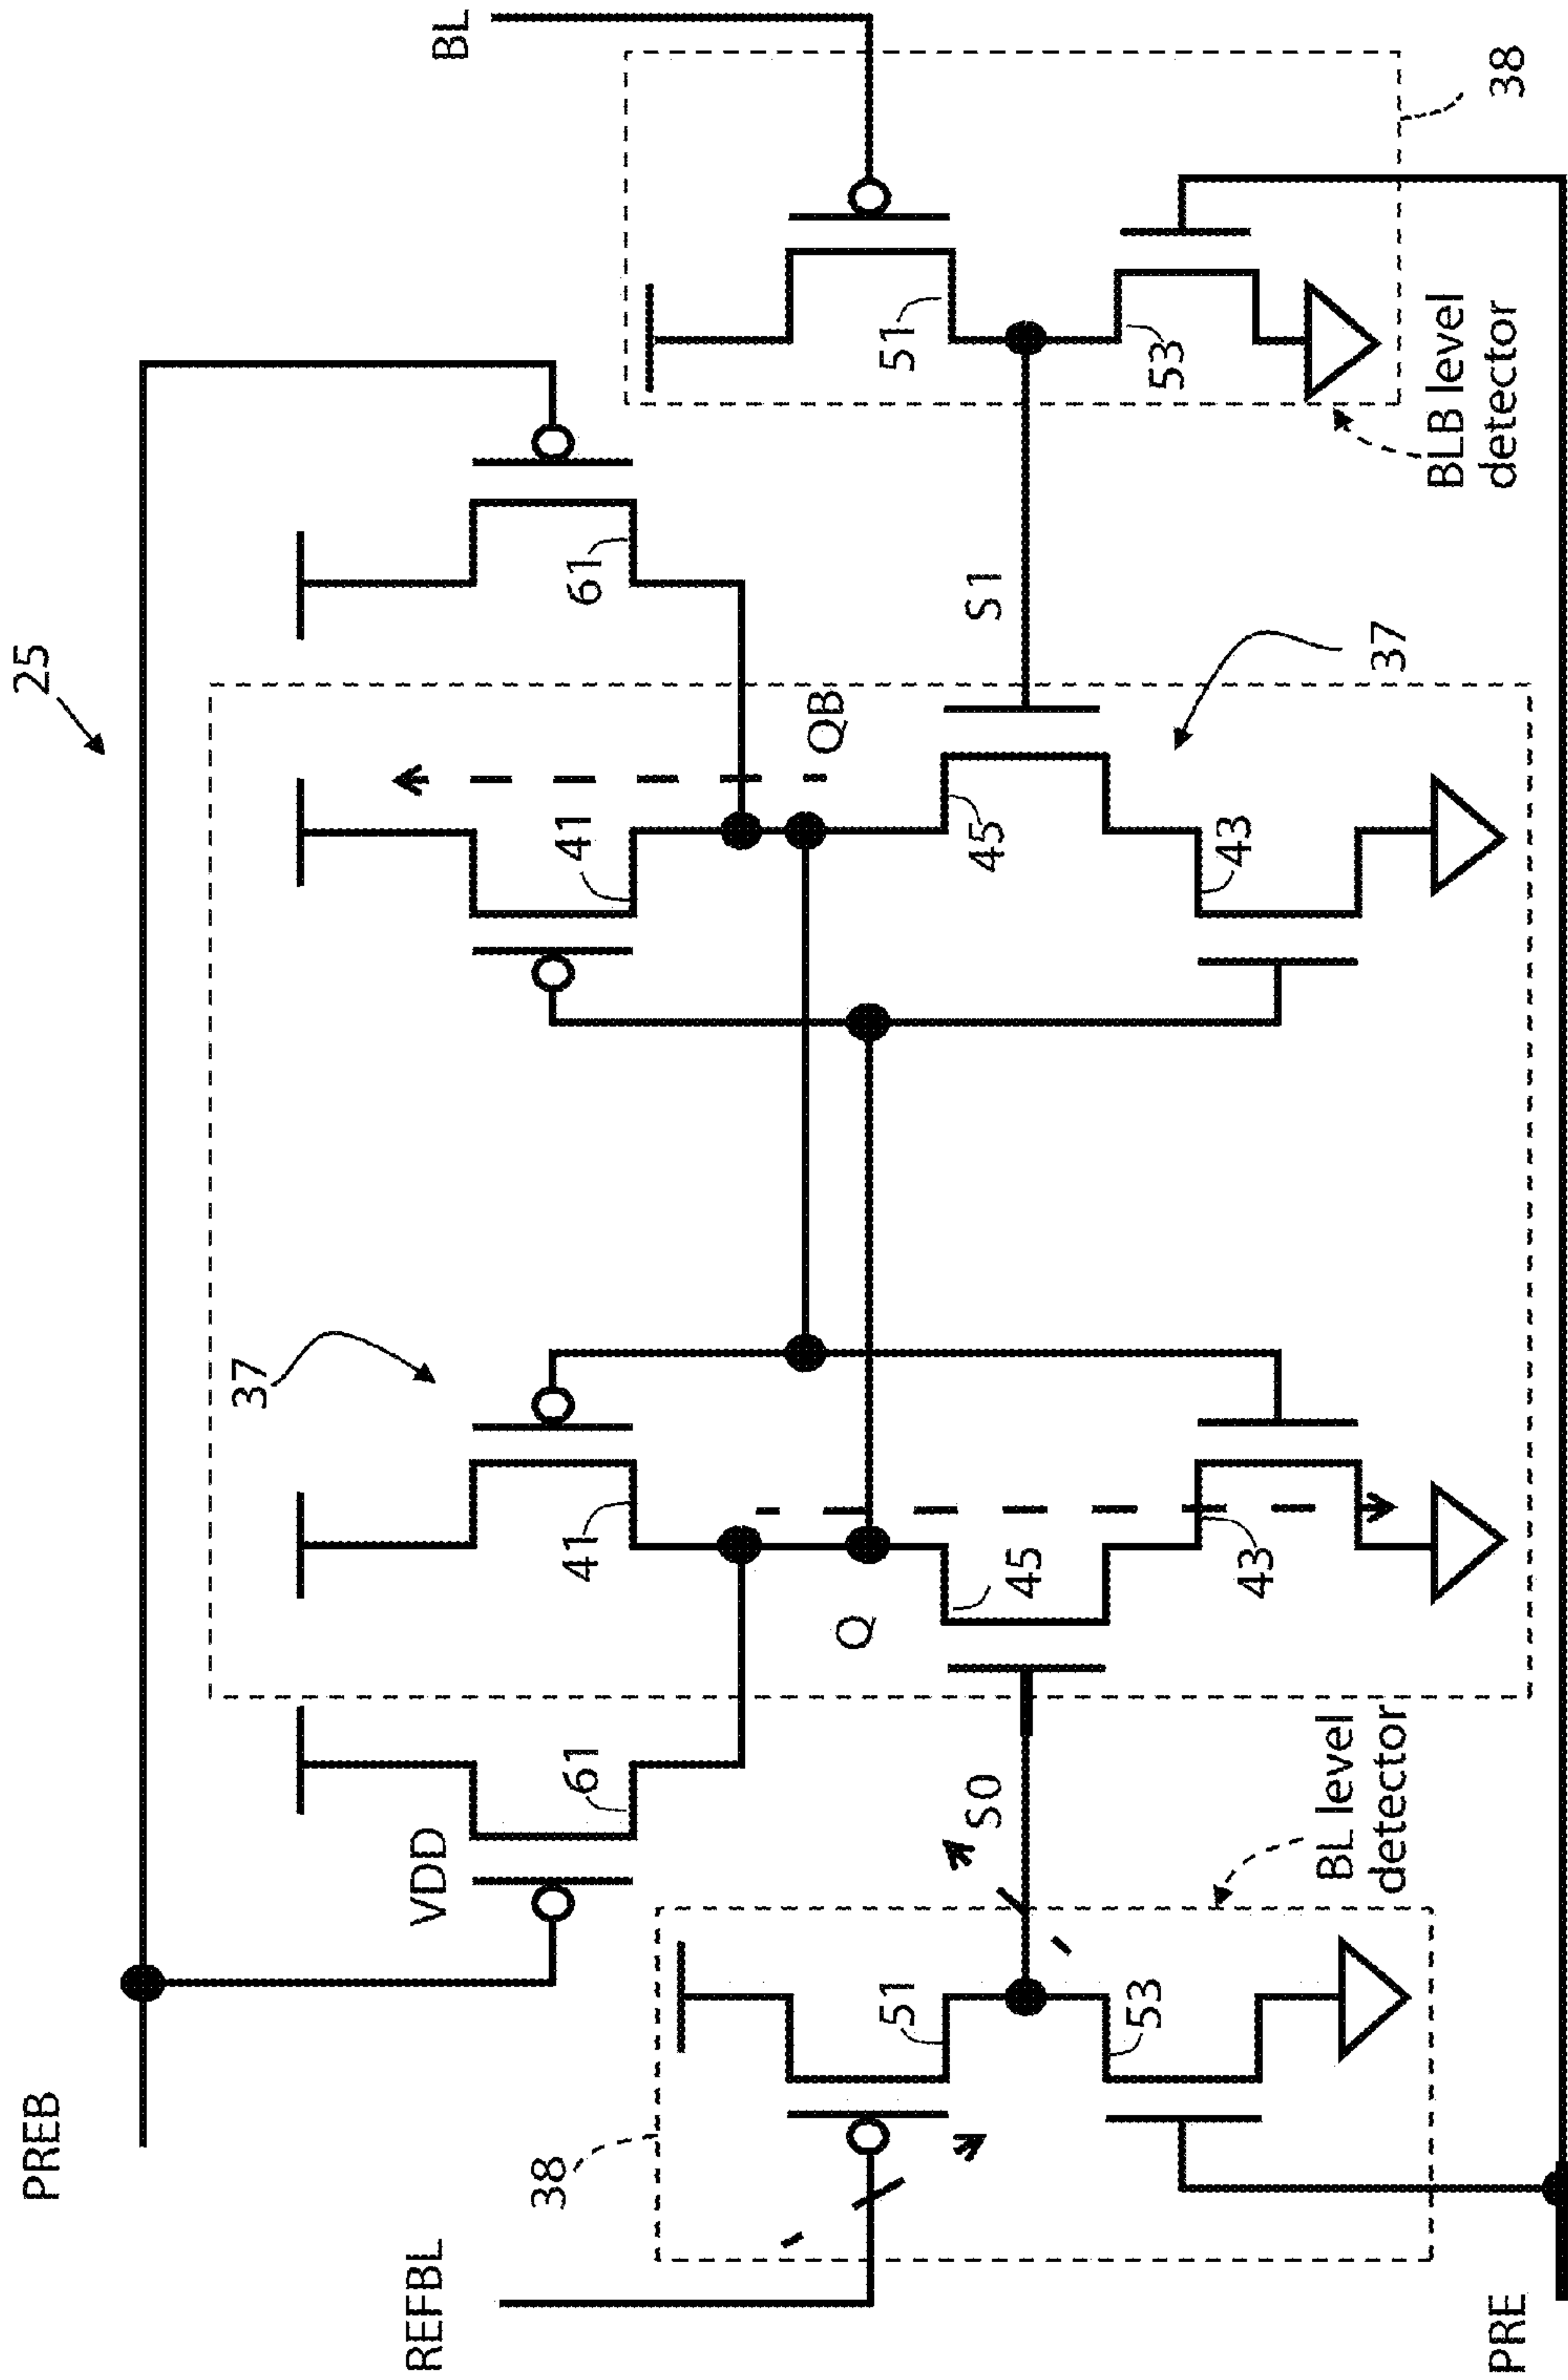 25
PREB
REFBL
PRE
BL
VDD
61
61
37
37
41
41
QB
Q
45
45
43
43
S0
S1
38
38
51
51
53
53
BL level
detector
BLB level
detector